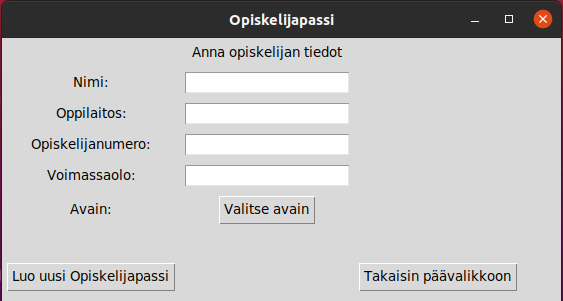 Opiskelijapassi
Anna opiskelijan tiedot
Nimi:
Oppilaitos:
Opiskelijanumero:
Voimassaolo:
Avain: Valitse avain
Luo uusi Opiskelijapassi Takaisin päävalikkoon